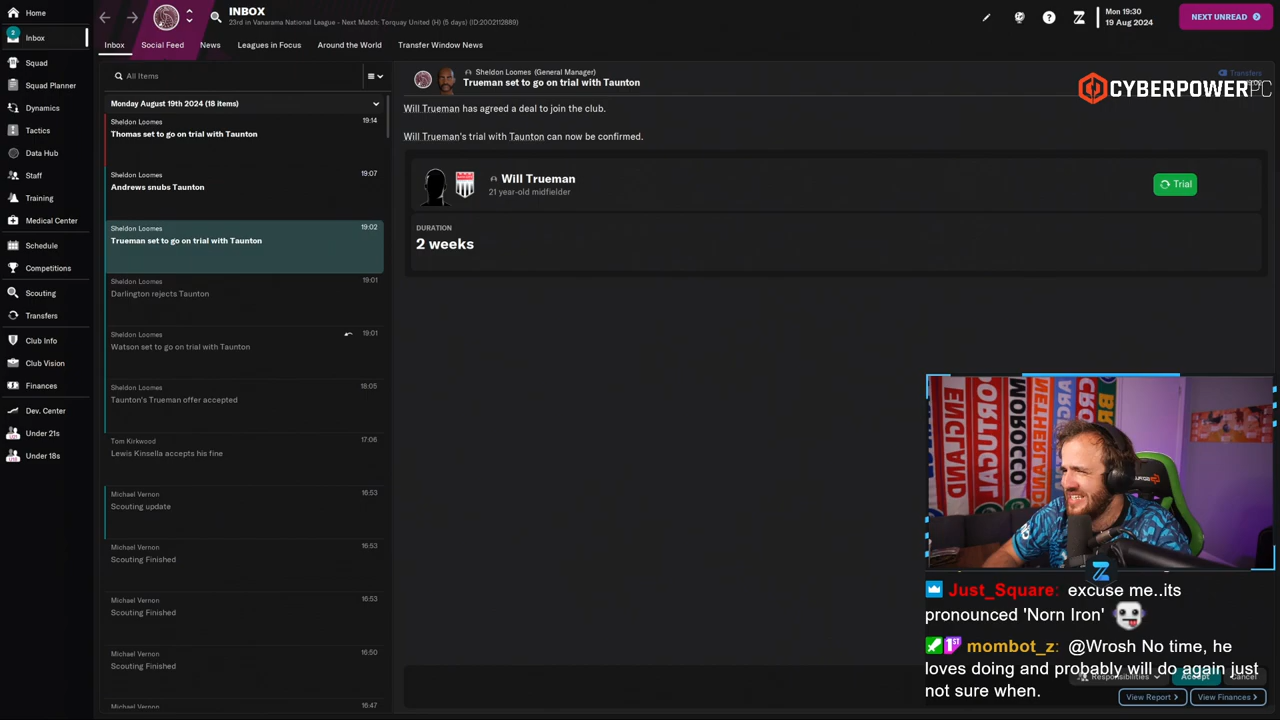 Home
INBOX
23rd in Vanarama National League - Next Match: Torquay United (H) (5 days) (ID:2002112889)
Mon 19:30
19 Aug 2024
NEXT UNREAD
2
Inbox
Squad
Squad Planner
Dynamics
Tactics
Data Hub
Staff
Training
Medical Center
Schedule
Competitions
Scouting
Transfers
Club Info
Club Vision
Finances
Dev. Center
Under 21s
Under 18s
Inbox
Social Feed
News
Leagues in Focus
Around the World
Transfer Window News
All Items
Monday August 19th 2024 (18 items)
Sheldon Loomes 19:14
Thomas set to go on trial with Taunton
Sheldon Loomes 19:07
Andrews snubs Taunton
Sheldon Loomes 19:02
Trueman set to go on trial with Taunton
Sheldon Loomes 19:01
Darlington rejects Taunton
Sheldon Loomes 19:01
Watson set to go on trial with Taunton
Sheldon Loomes 18:05
Taunton's Trueman offer accepted
Tom Kirkwood 17:06
Lewis Kinsella accepts his fine
Michael Vernon 16:53
Scouting update
Michael Vernon 16:53
Scouting Finished
Michael Vernon 16:53
Scouting Finished
Michael Vernon 16:50
Scouting Finished
Michael Vernon 16:47
Sheldon Loomes (General Manager)
Trueman set to go on trial with Taunton
Transfers
CYBERPOWERPC
Will Trueman has agreed a deal to join the club.
Will Trueman's trial with Taunton can now be confirmed.
Will Trueman
21 year-old midfielder
Trial
DURATION
2 weeks
ENGLAND
PORTUGAL
MOROCCO
NETHERLAND
Just_Square: excuse me..its
pronounced 'Norn Iron'
mombot_z: @Wrosh No time, he
loves doing and probably will do again just
not sure when.
Responsibilities
Accept
Cancel
View Report
View Finances